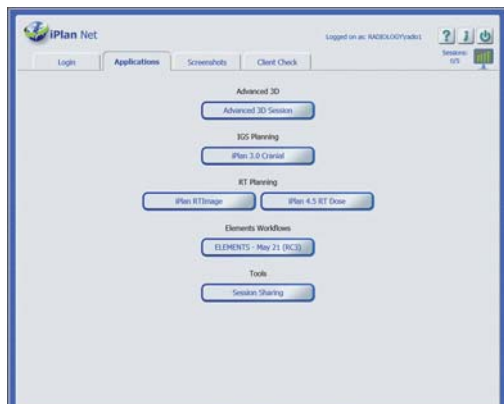 iPlan Net
Logged on as: RADIOLOGY\radio1
? i
Sessions:
0/5
Login Applications Screenshots Client Check
Advanced 3D
Advanced 3D Session
IGS Planning
iPlan 3.0 Cranial
RT Planning
iPlan RTImage iPlan 4.5 RT Dose
Elements Workflows
ELEMENTS - May 21 (RC3)
Tools
Session Sharing